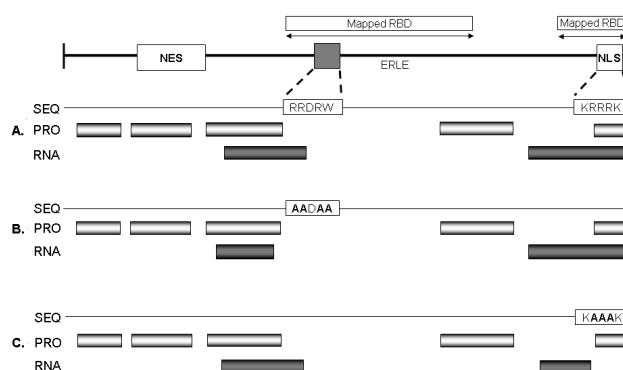 Mapped RBD
Mapped RBD
NES
NLS
ERLE
SEQ
RRDRW
KRRRK
A.
PRO
RNA
SEQ
AADAA
B.
PRO
RNA
SEQ
KAAAK
C.
PRO
RNA